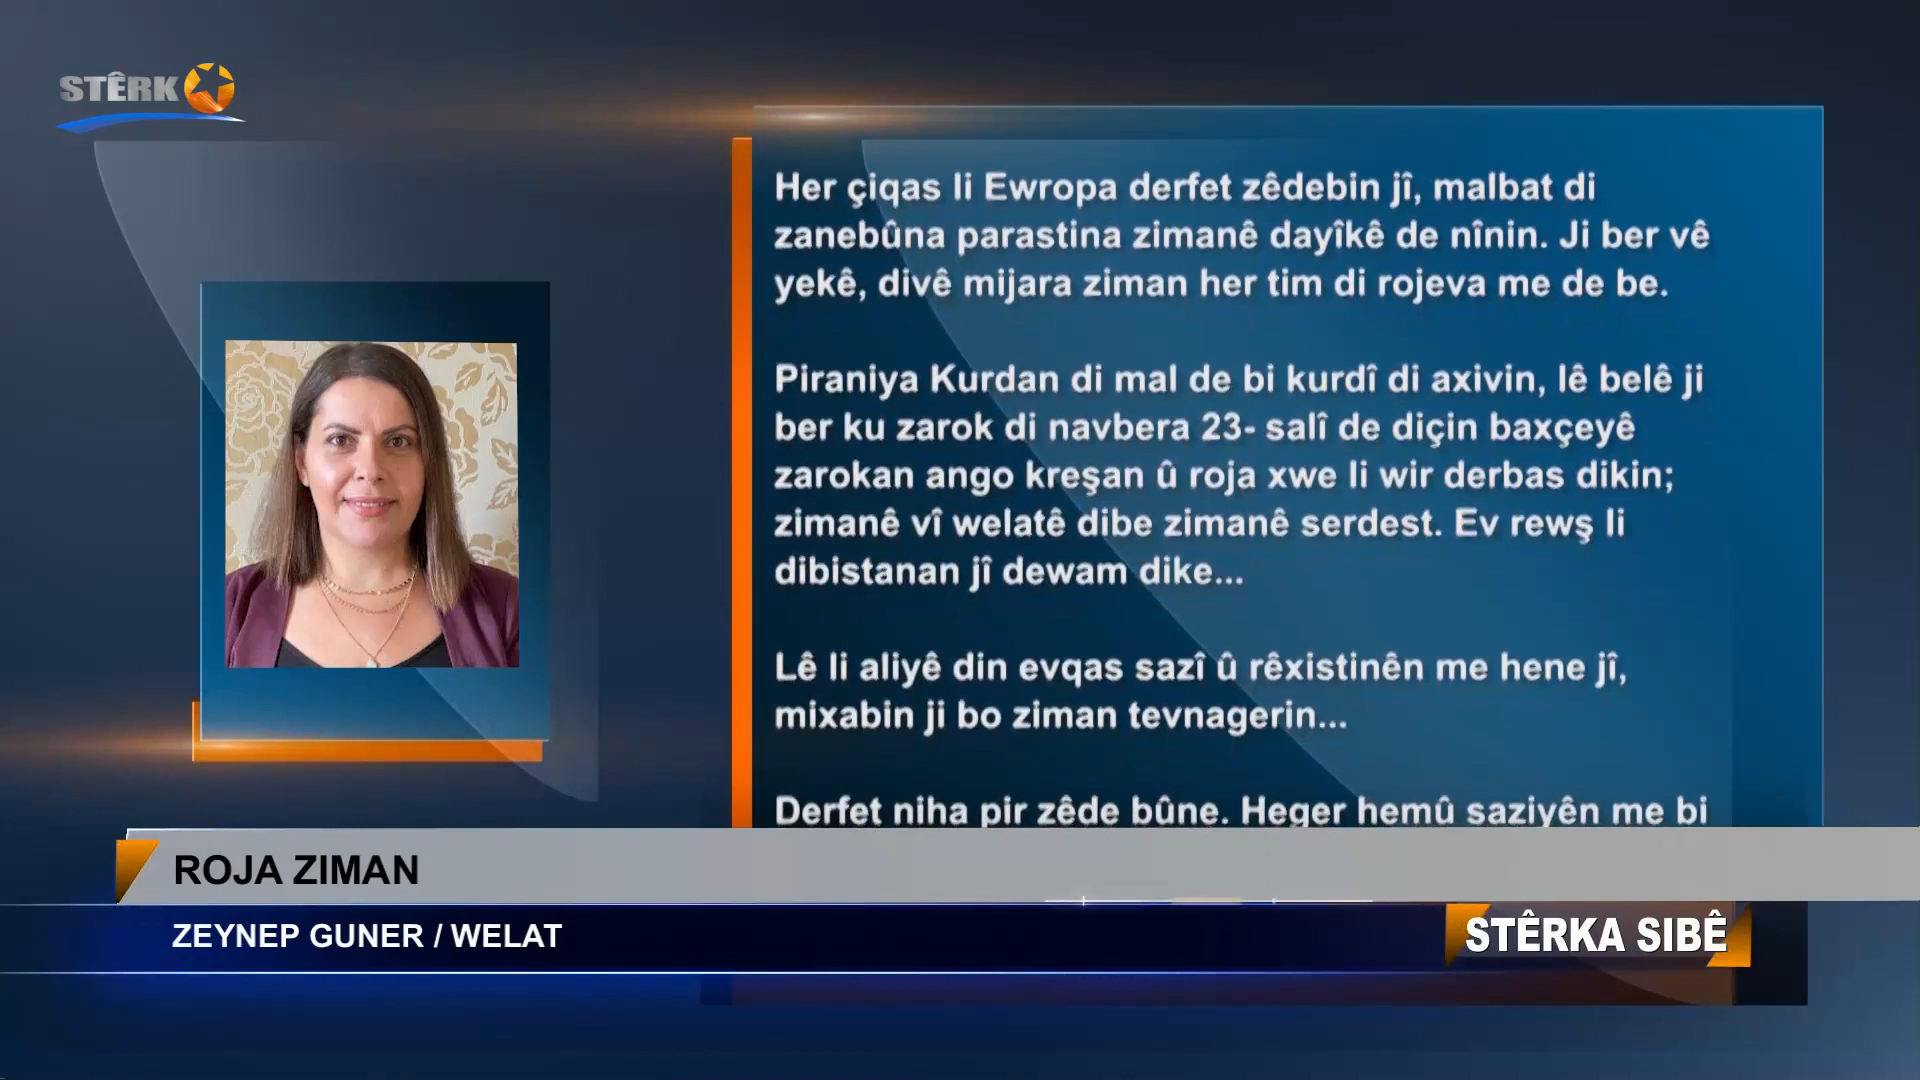 STÊRK
Her çiqas li Ewropa derfet zêdebin jî, malbat di
zanebûna parastina zimanê dayîkê de nînin. Ji ber vê
yekê, divê mijara ziman her tim di rojeva me de be.
Piraniya Kurdan di mal de bi kurdî di axivin, lê belê ji
ber ku zarok di navbera 23- salî de diçin baxçeyê
zarokan ango kreşan û roja xwe li wir derbas dikin;
zimanê vî welatê dibe zimanê serdest. Ev rewş li
dibistanan jî dewam dike...
Lê li aliyê din evqas sazî û rêxistinên me hene jî,
mixabin ji bo ziman tevnagerin...
Derfet niha pir zêde bûne. Heger hemû saziyên me bi
ROJA ZIMAN
ZEYNEP GUNER / WELAT
STÊRKA SIBÊ